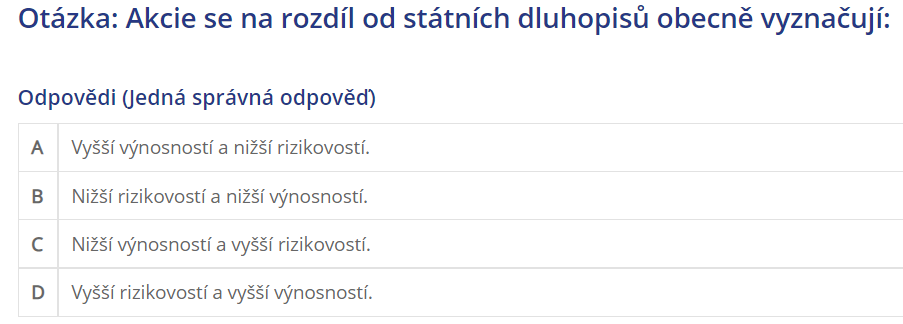 Otázka: Akcie se na rozdíl od státních dluhopisů obecně vyznačují:
Odpovědi (Jedná správná odpověď)
A Vyšší výnosností a nižší rizikovostí.
B Nižší rizikovostí a nižší výnosností.
C Nižší výnosností a vyšší rizikovostí.
D Vyšší rizikovostí a vyšší výnosností.